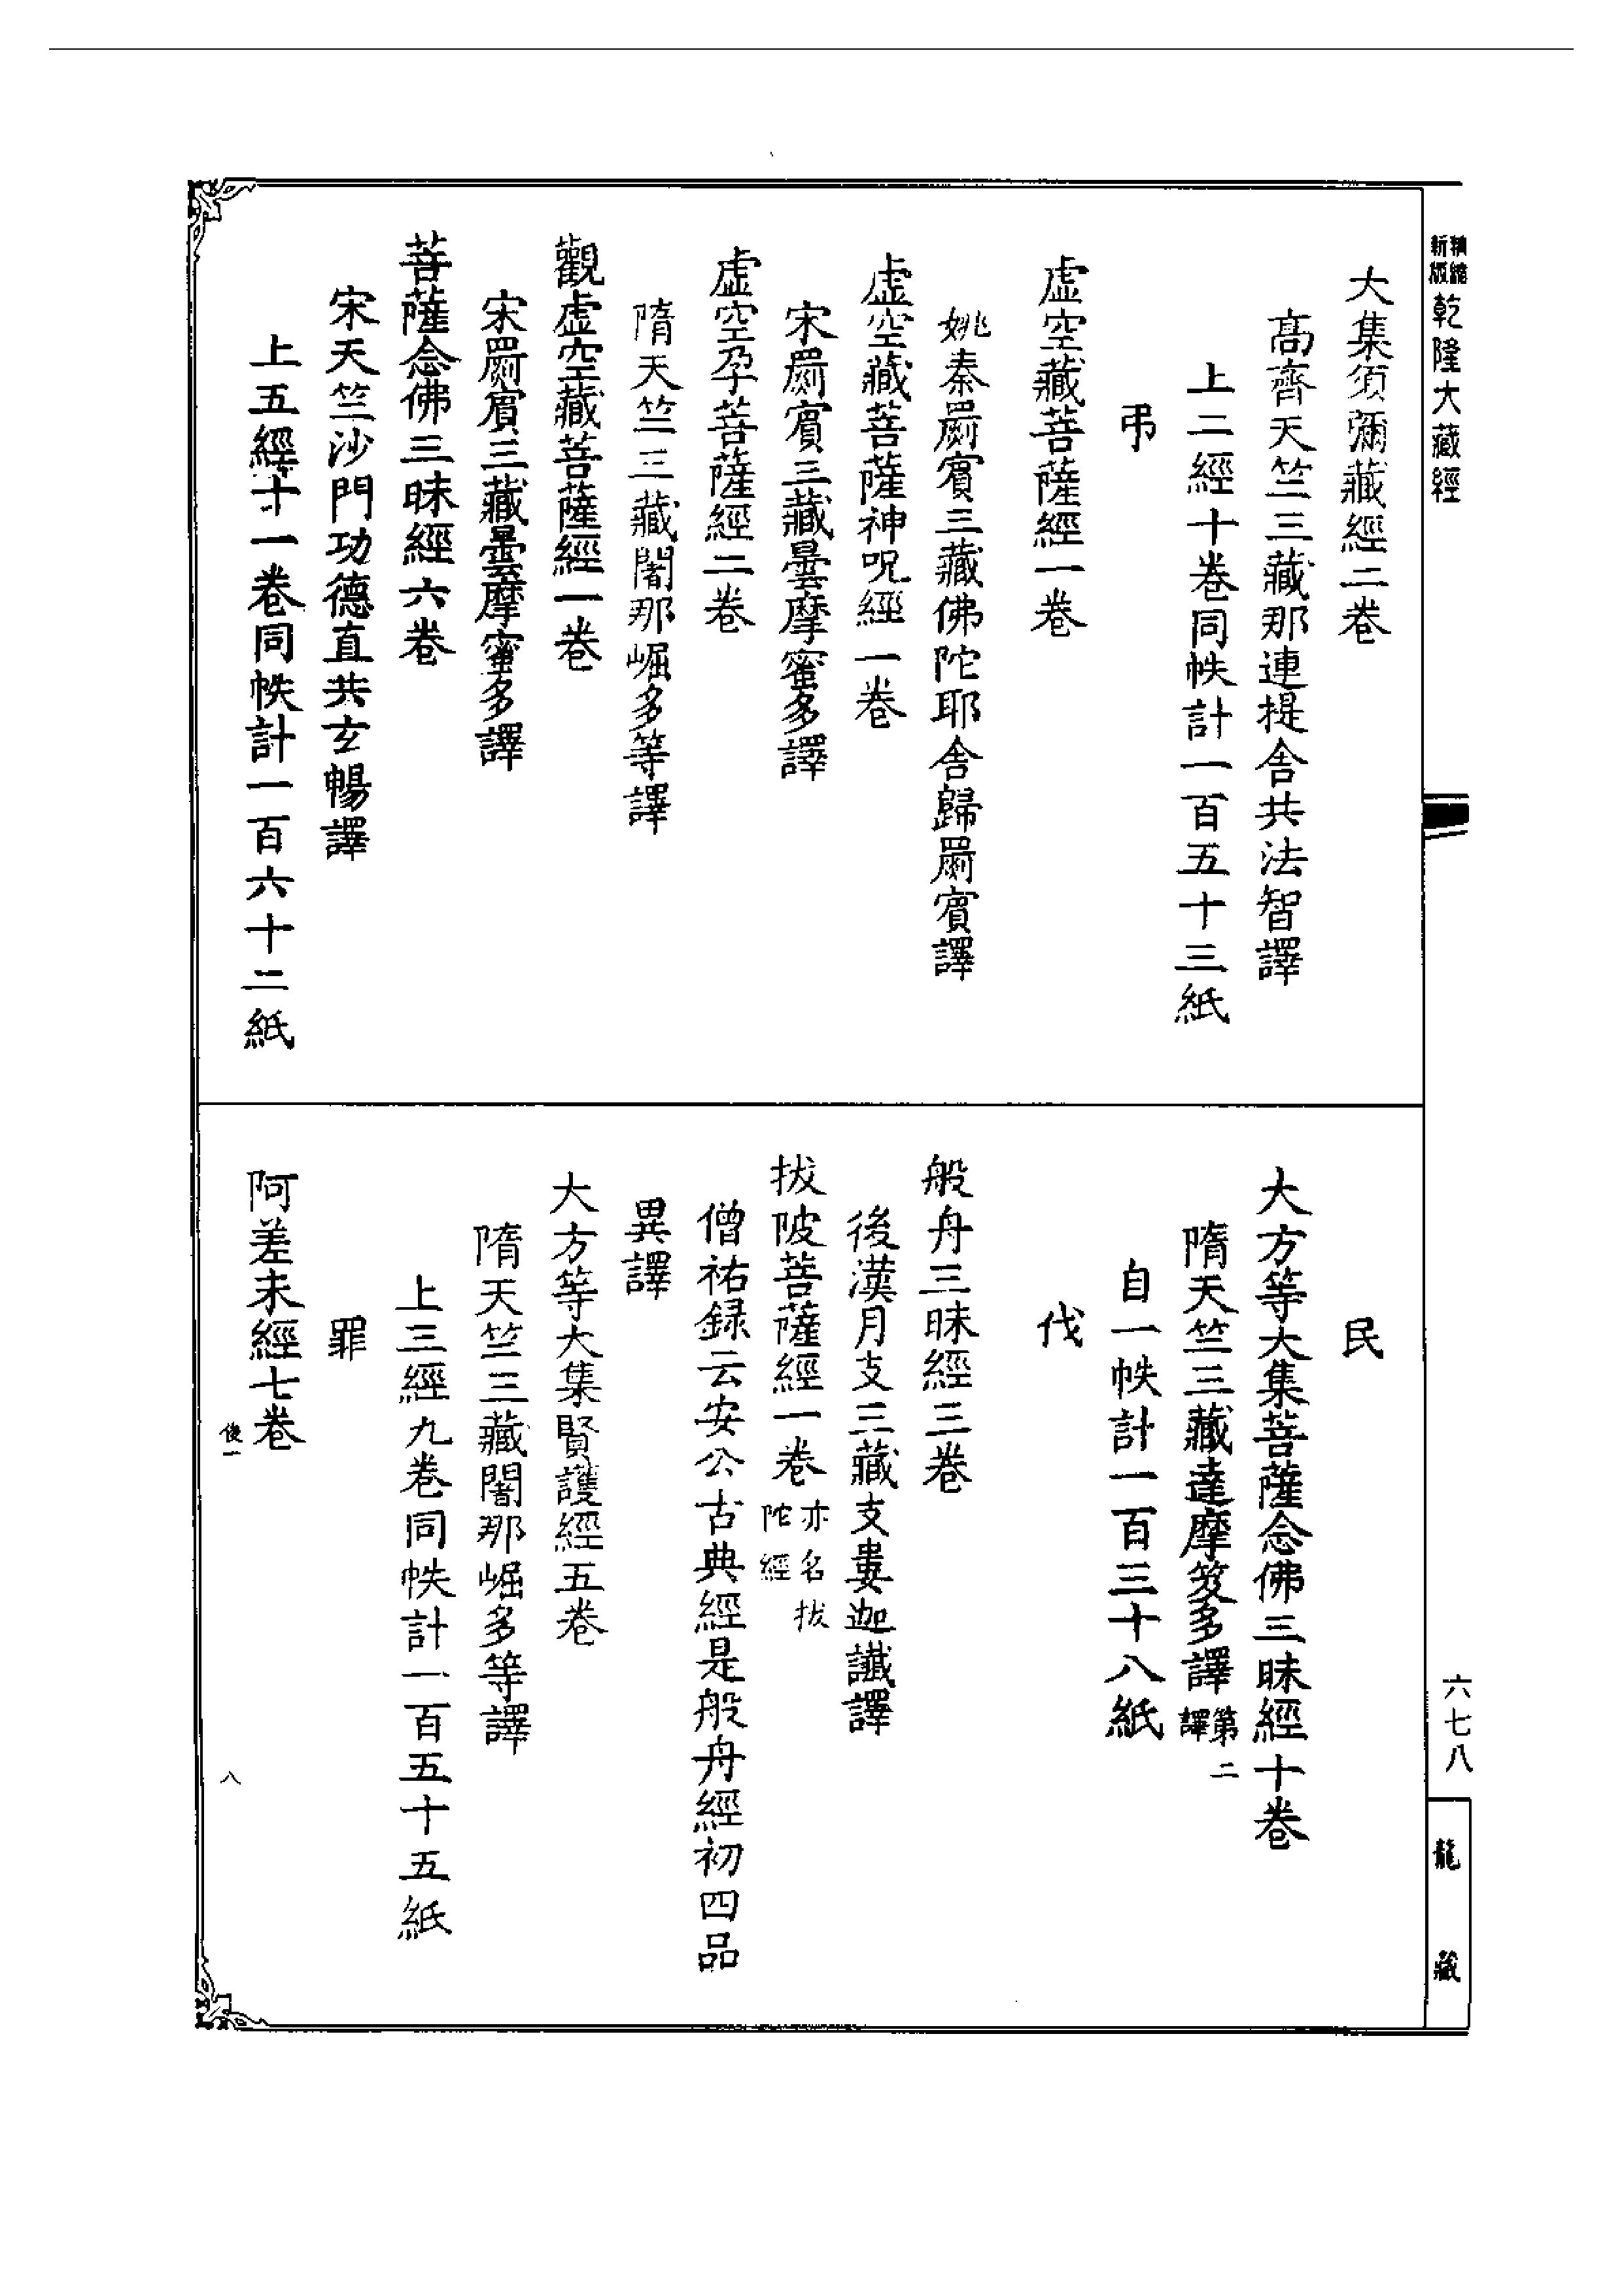 精縮
新版
乾隆大藏經
六七八
龍藏
大集須彌藏經二卷
高齊天竺三藏那連提舍共法智譯
上二經十卷同帙計一百五十三紙
弔
虛空藏菩薩經一卷
姚秦罽賓三藏佛陀耶舍歸罽賓譯
虛空藏菩薩神呪經一卷
宋罽賓三藏曇摩蜜多譯
虛空孕菩薩經二卷
隋天竺三藏闍那崛多等譯
觀虛空藏菩薩經一卷
宋罽賓三藏曇摩蜜多譯
菩薩念佛三昧經六卷
宋天竺沙門功德直共玄暢譯
上五經十一卷同帙計一百六十二紙
民
大方等大集菩薩念佛三昧經十卷
隋天竺三藏達摩笈多譯第二譯
自一帙計一百三十八紙
伐
般舟三昧經三卷
後漢月支三藏支婁迦讖譯
拔陂菩薩經一卷亦名拔陀經
僧祐録云安公古典經是般舟經初四品
異譯
大方等大集賢護經五卷
隋天竺三藏闍那崛多等譯
上三經九卷同帙計一百五十五紙
罪
阿差末經七卷
俊一
八